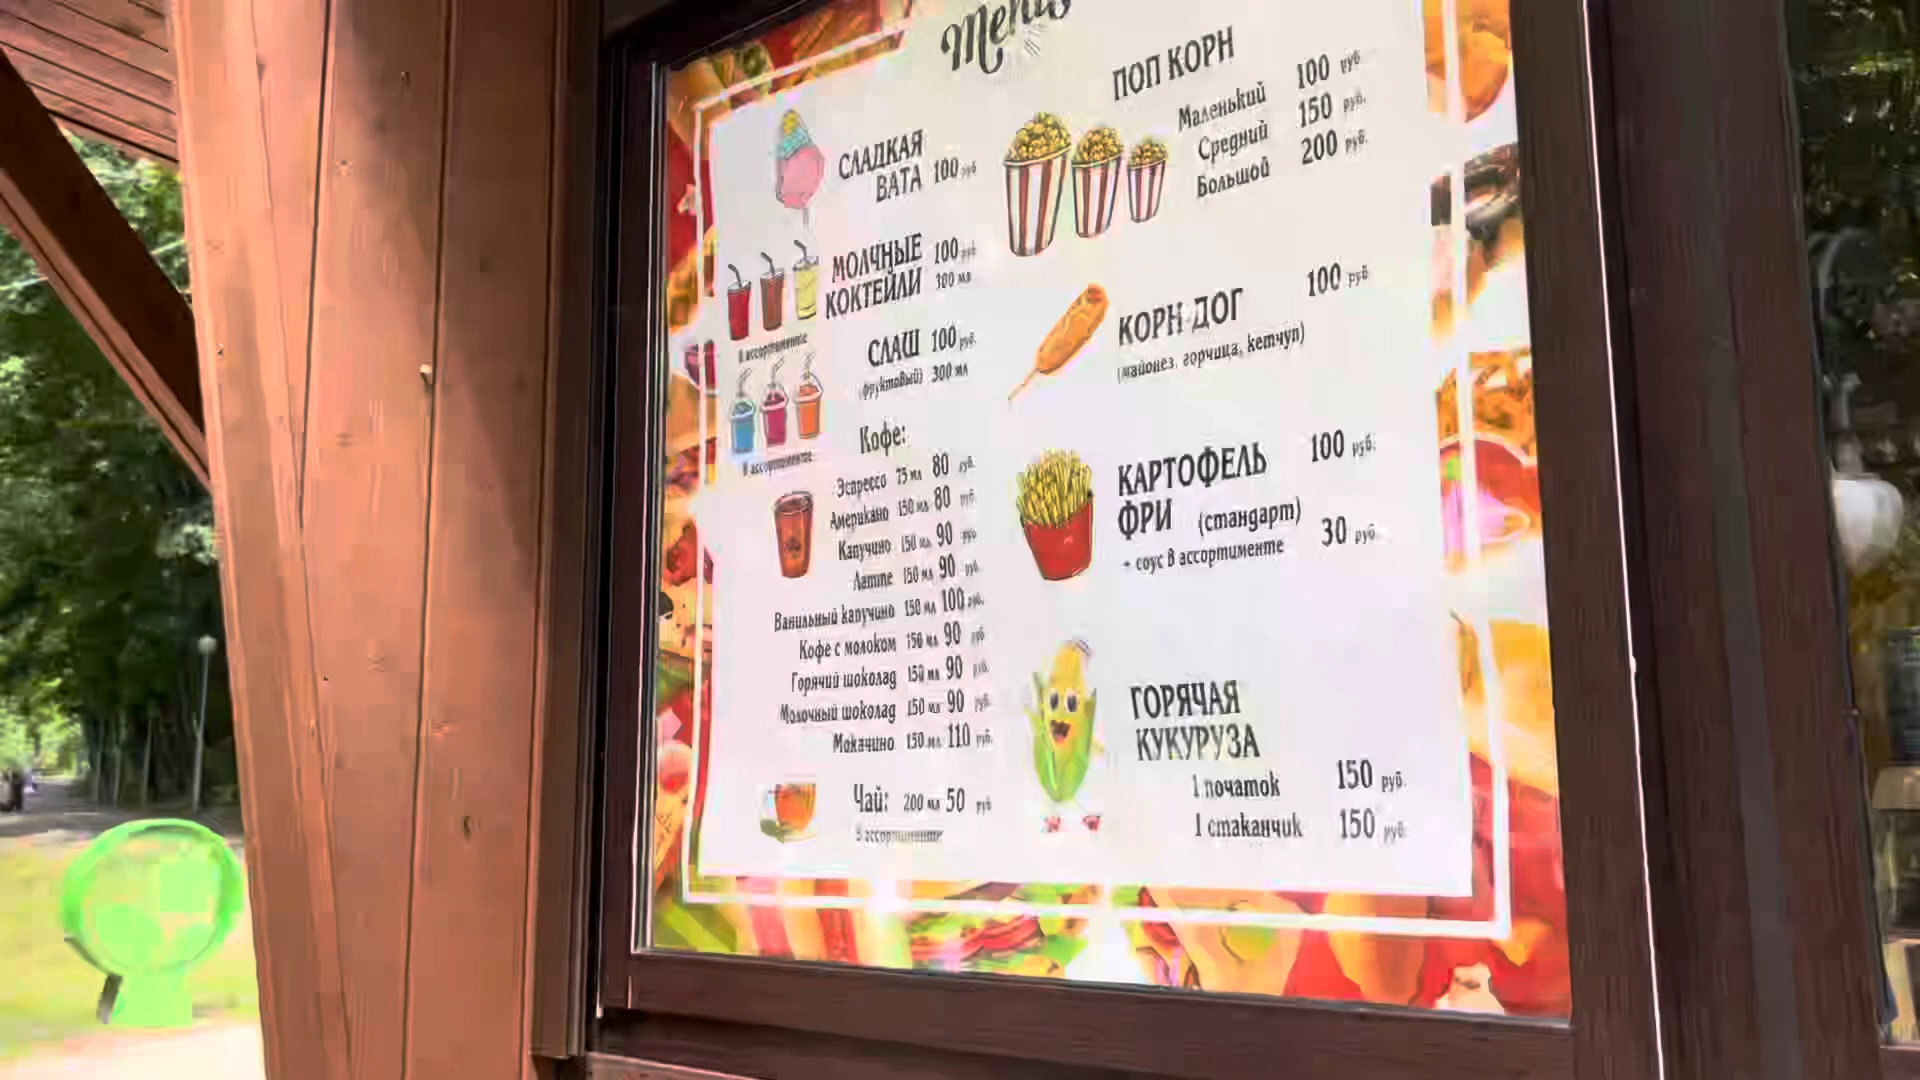 Menu
СЛАДКАЯ
ВАТА 100 руб
МОЛЧНЫЕ 100 руб
КОКТЕЙЛИ 300 мл
В ассортименте
СЛАШ 100 руб.
(фруктовый) 300 мл
В ассортименте
Кофе:
Эспрессо 75 мл 80 руб.
Американо 150 мл 80 руб.
Капучино 150 мл 90 руб
Латте 150 мл 90 руб.
Ванильный капучино 150 мл 100 руб.
Кофе с молоком 150 мл 90 руб
Горячий шоколад 150 мл 90 руб.
Молочный шоколад 150 мл 90 руб.
Мокачино 150 мл 110 руб.
Чай: 200 мл 50 руб
В ассортименте
ПОП КОРН
Маленький 100 руб
Средний 150 руб.
Большой 200 руб.
КОРН-ДОГ 100 руб
(майонез, горчица, кетчуп)
КАРТОФЕЛЬ 100 руб.
ФРИ (стандарт)
+ соус в ассортименте 30 руб.
ГОРЯЧАЯ
КУКУРУЗА
1 початок 150 руб.
1 стаканчик 150 руб.